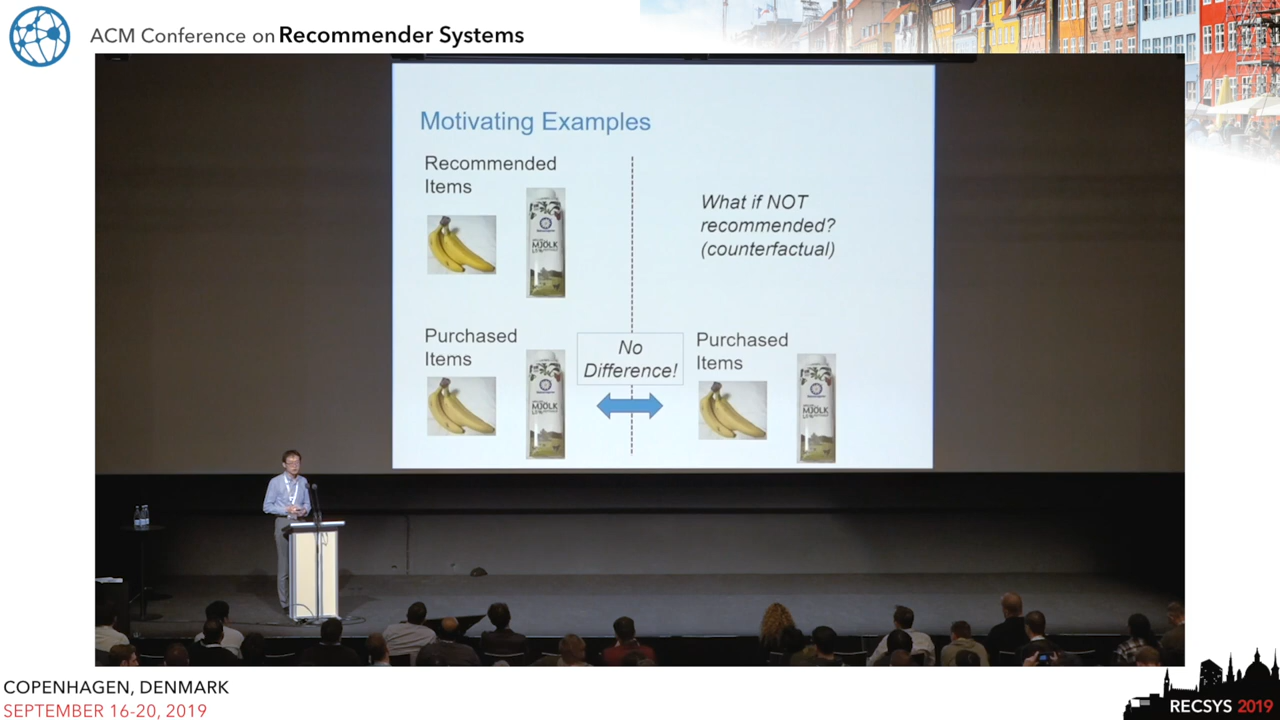 ACM Conference on Recommender Systems
Motivating Examples
Recommended
Items
What if NOT
recommended?
(counterfactual)
MJÖLK
Purchased
Items
No
Difference!
Purchased
Items
MJÖLK
MJÖLK
COPENHAGEN, DENMARK
SEPTEMBER 16-20, 2019
RECSYS 2019